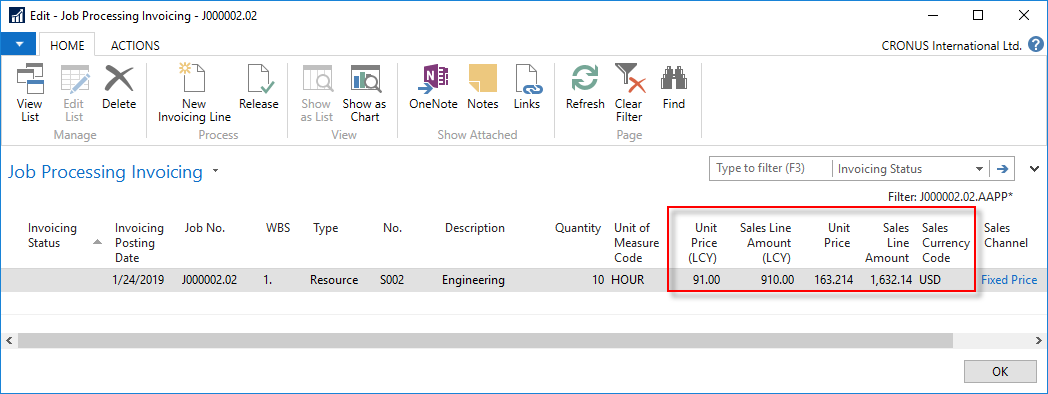 Edit - Job Processing Invoicing - J000002.02
HOME ACTIONS CRONUS International Ltd. ?
View List
Edit List
Delete
New Invoicing Line
Release
Show as List
Show as Chart
OneNote
Notes
Links
Refresh
Clear Filter
Find
Manage Process View Show Attached Page
Job Processing Invoicing
Type to filter (F3) Invoicing Status
Filter: J000002.02.AAPP*
Invoicing Status
Invoicing Posting Date
Job No.
WBS
Type
No.
Description
Quantity
Unit of Measure Code
Unit Price (LCY)
Sales Line Amount (LCY)
Unit Price
Sales Line Amount
Sales Currency Code
Sales Channel
1/24/2019 J000002.02 1. Resource S002 Engineering 10 HOUR 91.00 910.00 163.214 1,632.14 USD Fixed Price
OK